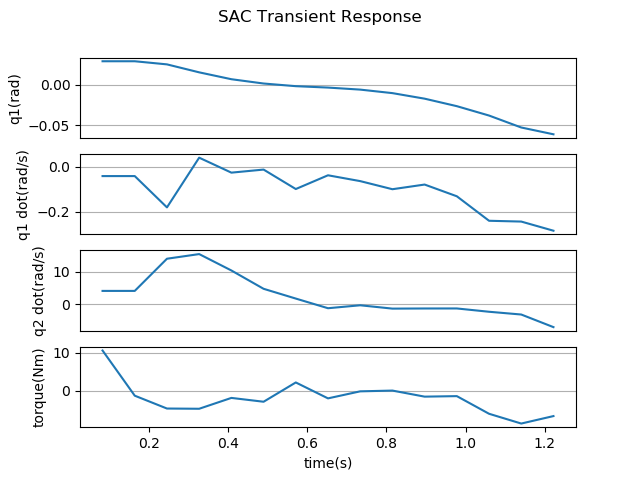 SAC Transient Response
q1(rad)
0.00
−0.05
q1 dot(rad/s)
0.0
−0.2
q2 dot(rad/s)
10
0
torque(Nm)
10
0
0.2 0.4 0.6 0.8 1.0 1.2
time(s)